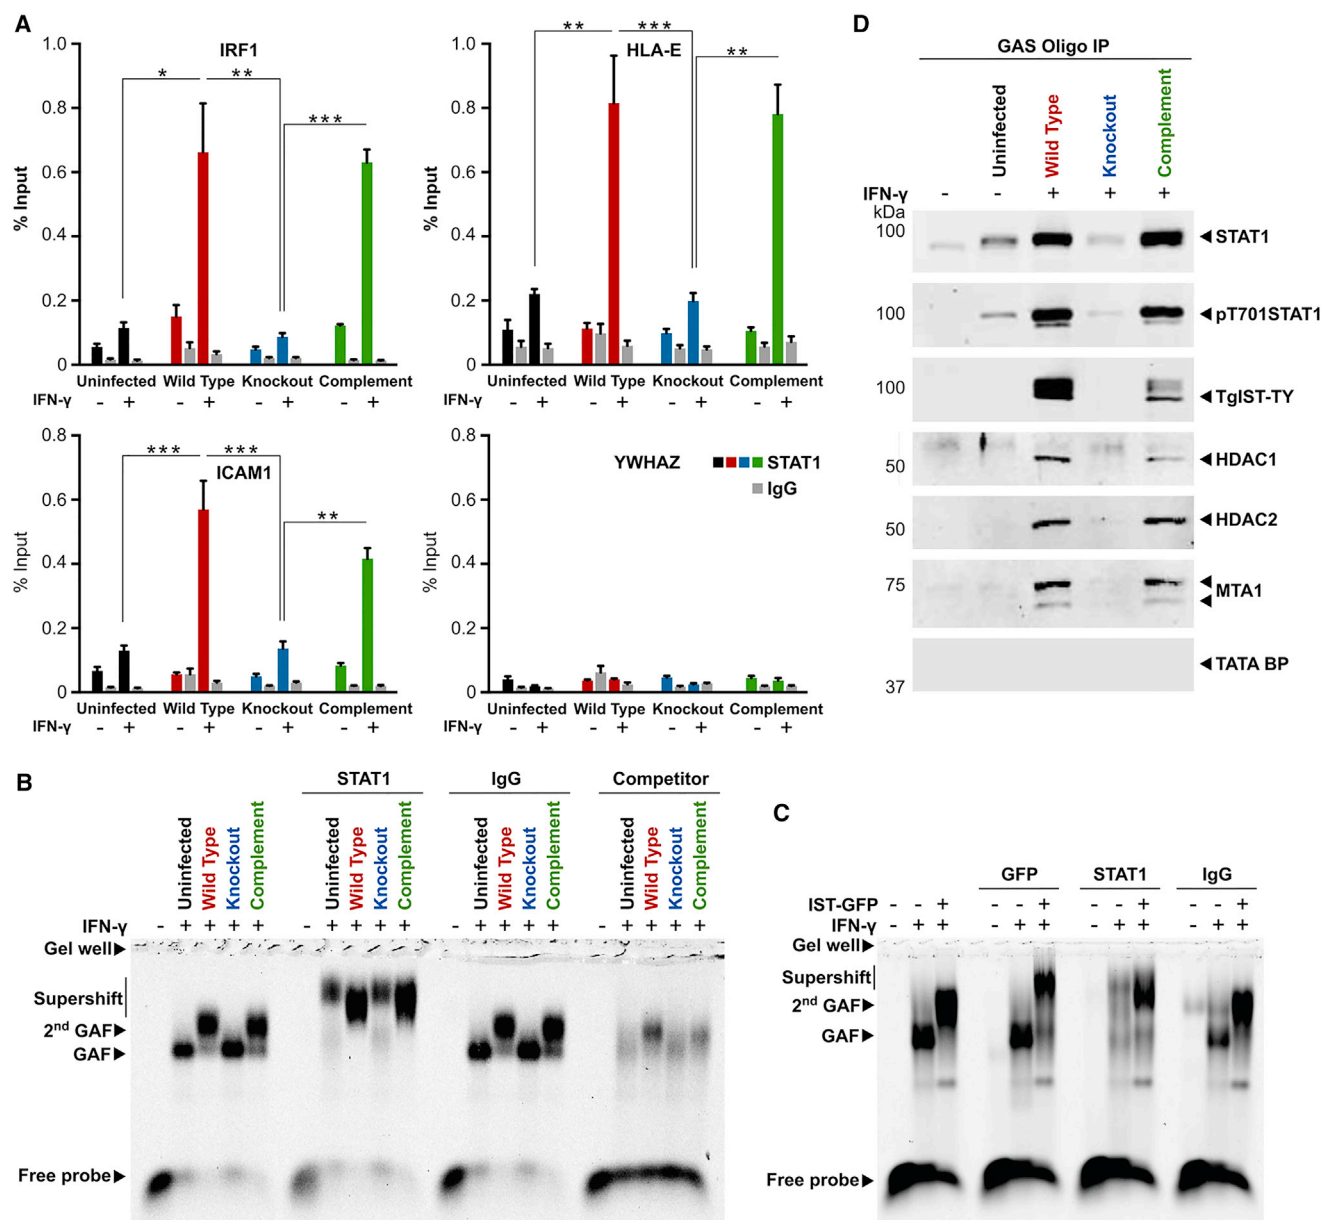 A
IRF1
% Input
1.0
0.8
0.6
0.4
0.2
0
* ** ***
Uninfected Wild Type Knockout Complement
IFN-γ - + - + - + - +
HLA-E
% Input
1.0
0.8
0.6
0.4
0.2
0
** *** **
Uninfected Wild Type Knockout Complement
- + - + - + - +
ICAM1
% Input
0.8
0.6
0.4
0.2
0
*** *** **
Uninfected Wild Type Knockout Complement
IFN-γ - + - + - + - +
YWHAZ
STAT1
IgG
% Input
0.8
0.6
0.4
0.2
0
Uninfected Wild Type Knockout Complement
IFN-γ - + - + - + - +
D
GAS Oligo IP
Uninfected Wild Type Knockout Complement
IFN-γ - - + + +
kDa
100
STAT1
100
pT701STAT1
100
TgIST-TY
50
HDAC1
50
HDAC2
75
MTA1
TATA BP
37
B
STAT1 IgG Competitor
Uninfected Wild Type Knockout Complement Uninfected Wild Type Knockout Complement Uninfected Wild Type Knockout Complement Uninfected Wild Type Knockout Complement
IFN-γ - + + + + - + + + + - + + + + - + + + +
Gel well
Supershift
2nd GAF
GAF
Free probe
C
GFP STAT1 IgG
IST-GFP - - + - - + - - + - - +
IFN-γ - + + - + + - + + - + +
Gel well
Supershift
2nd GAF
GAF
Free probe